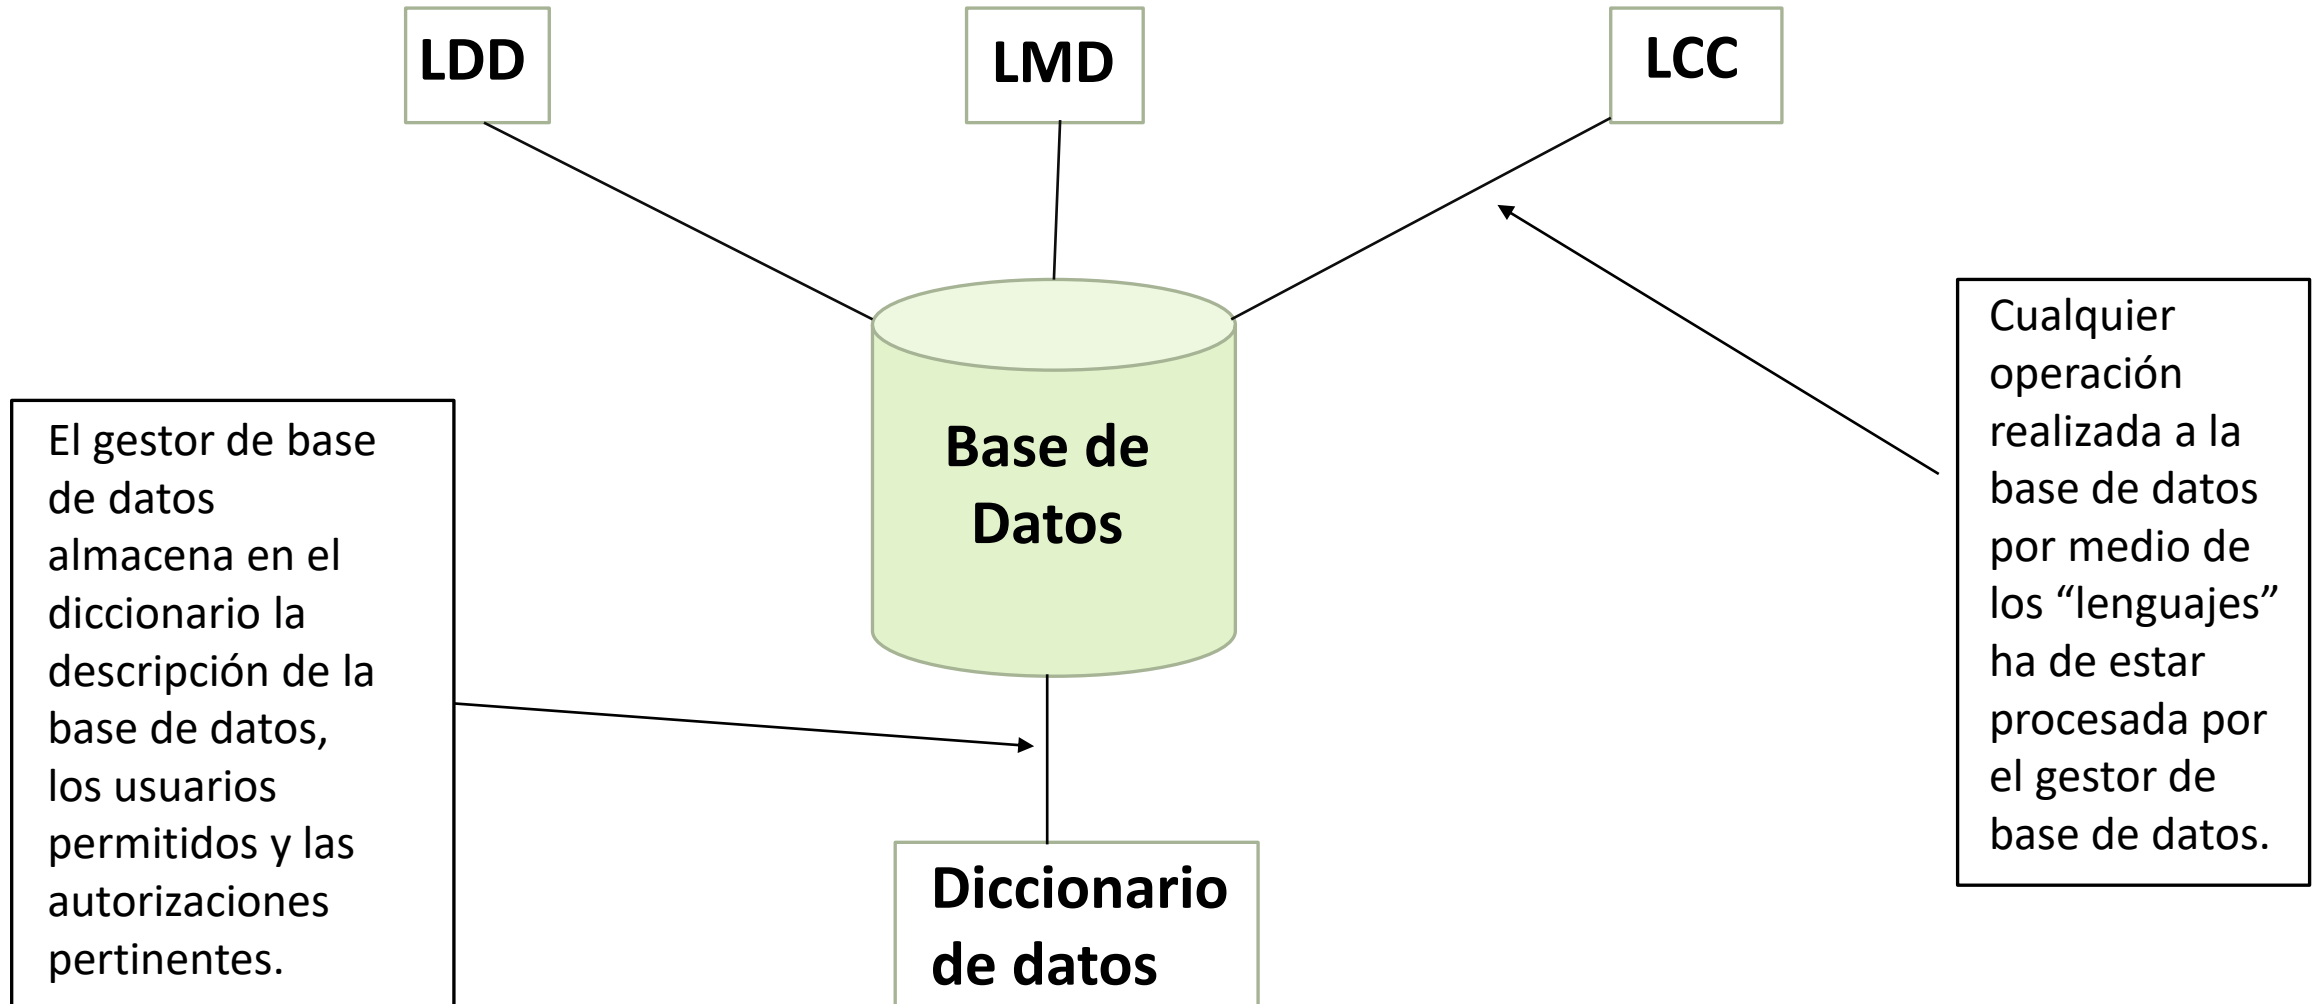 LDD
LMD
LCC
Base de
Datos
El gestor de base
de datos
almacena en el
diccionario la
descripción de la
base de datos,
los usuarios
permitidos y las
autorizaciones
pertinentes.
Cualquier
operación
realizada a la
base de datos
por medio de
los “lenguajes”
ha de estar
procesada por
el gestor de
base de datos.
Diccionario
de datos